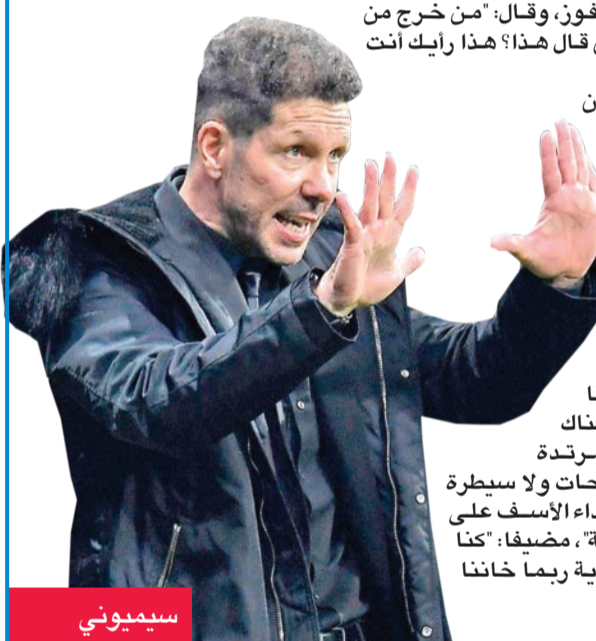 فوز، وقال: "من خرج من
قال هذا؟ هذا رأيك أنت
ن
ا
ناك
رتدة
حات ولا سيطرة
داء الأسف على
ة"، مضيفا: "كنا
ية ربما خاننا
سيميوني